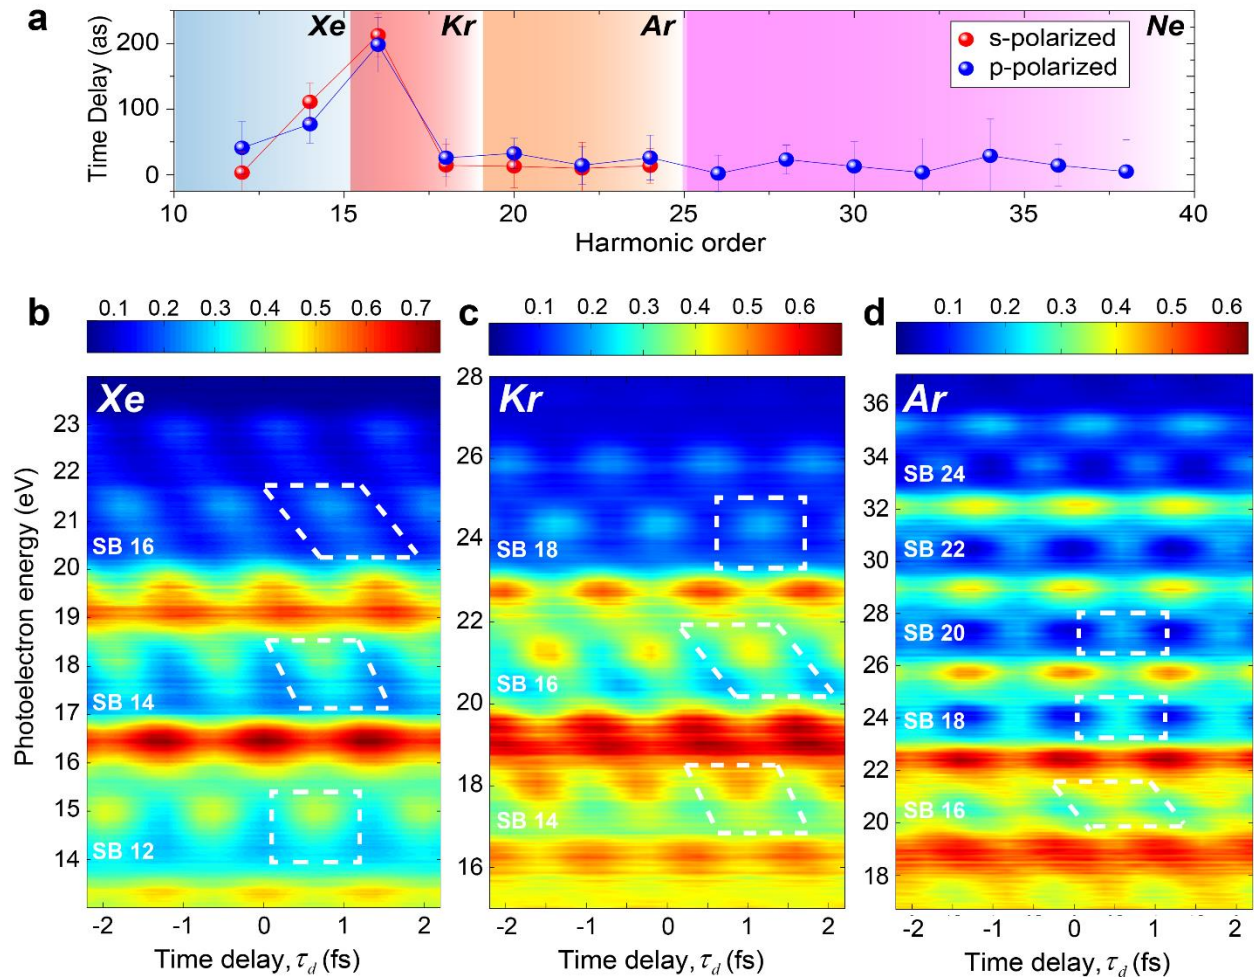 a
Xe Kr Ar Ne
s-polarized
p-polarized
Time Delay (as)
200
100
0
10 15 20 25 30 35 40
Harmonic order
b
0.1 0.2 0.3 0.4 0.5 0.6 0.7
Xe
Photoelectron energy (eV)
23
22
21
20
19
18
17
16
15
14
SB 16
SB 14
SB 12
-2 -1 0 1 2
Time delay, τd (fs)
c
0.1 0.2 0.3 0.4 0.5 0.6
Kr
28
26
24
22
20
18
16
SB 18
SB 16
SB 14
-2 -1 0 1 2
Time delay, τd (fs)
d
0.1 0.2 0.3 0.4 0.5 0.6
Ar
36
34
32
30
28
26
24
22
20
18
SB 24
SB 22
SB 20
SB 18
SB 16
-2 -1 0 1 2
Time delay, τd (fs)